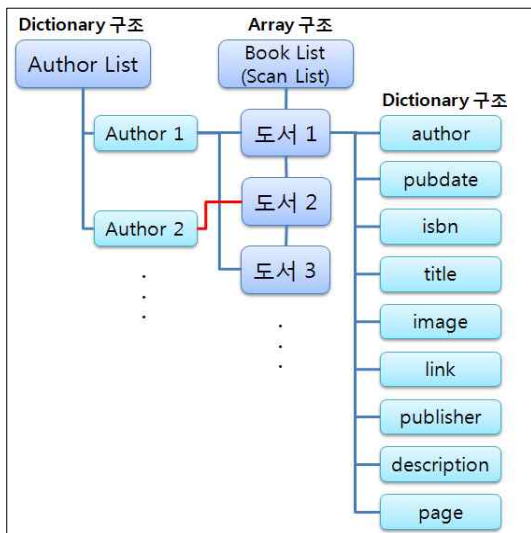 Dictionary 구조
Array 구조
Author List
Book List
(Scan List)
Dictionary 구조
Author 1
도서 1
author
pubdate
Author 2
도서 2
isbn
도서 3
title
image
link
publisher
description
page